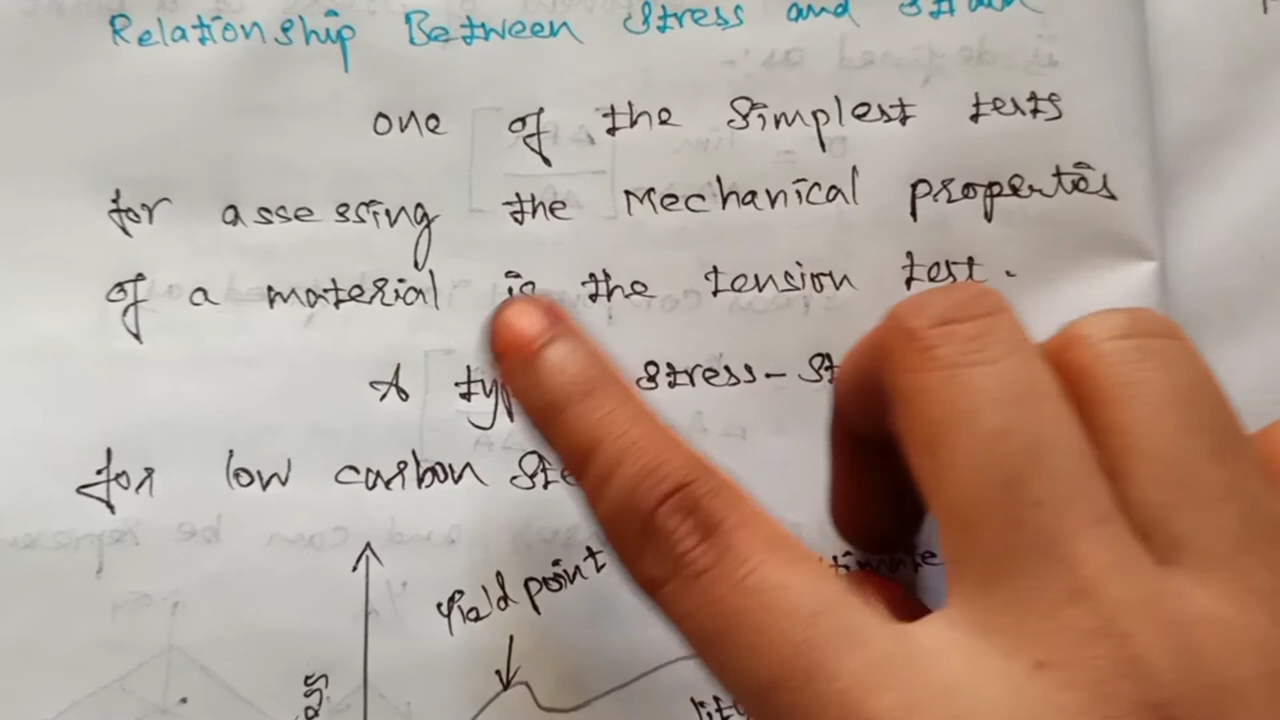 Relationship Between Stress and Strain
one of the Simplest tests
for assessing the Mechanical properties
of a material is the tension test.
A stress-
for low carbon
Yield point